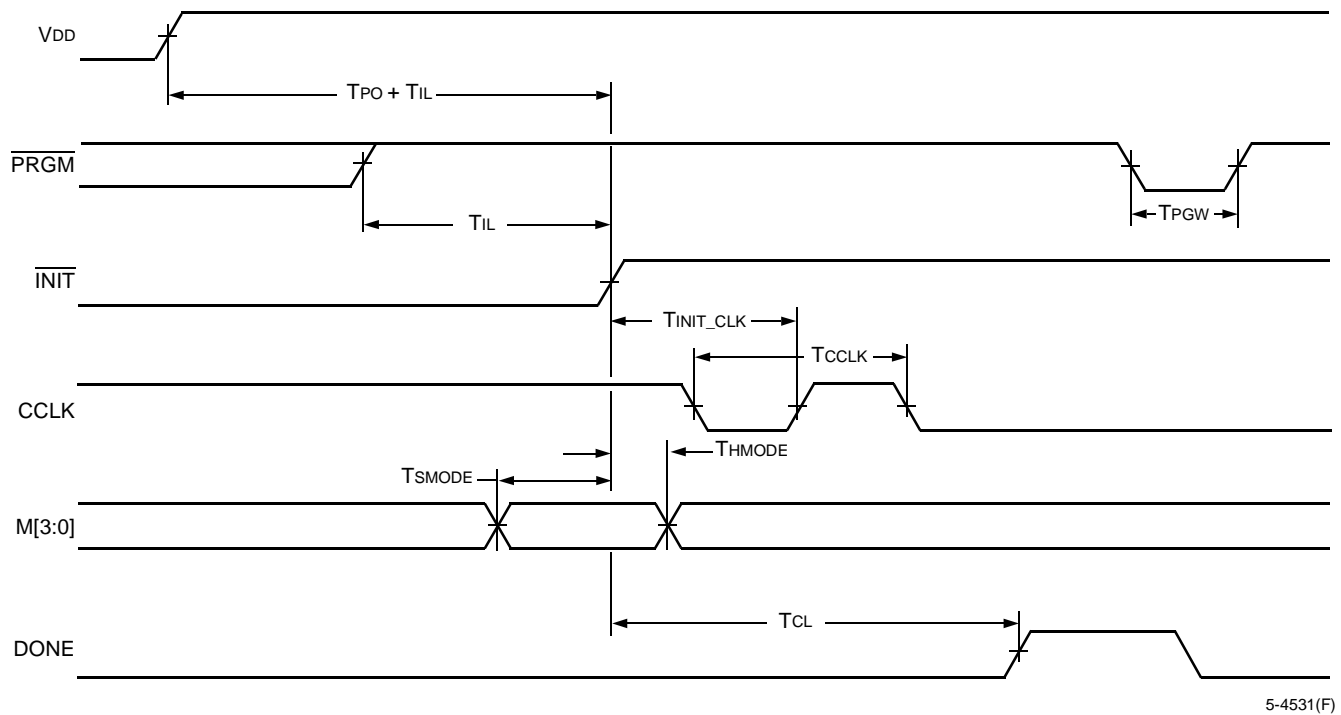 VDD
TPO + TIL
PRGM
TPGW
TIL
INIT
TINIT_CLK
TCCLK
CCLK
THMODE
TSMODE
M[3:0]
TCL
DONE
5-4531(F)